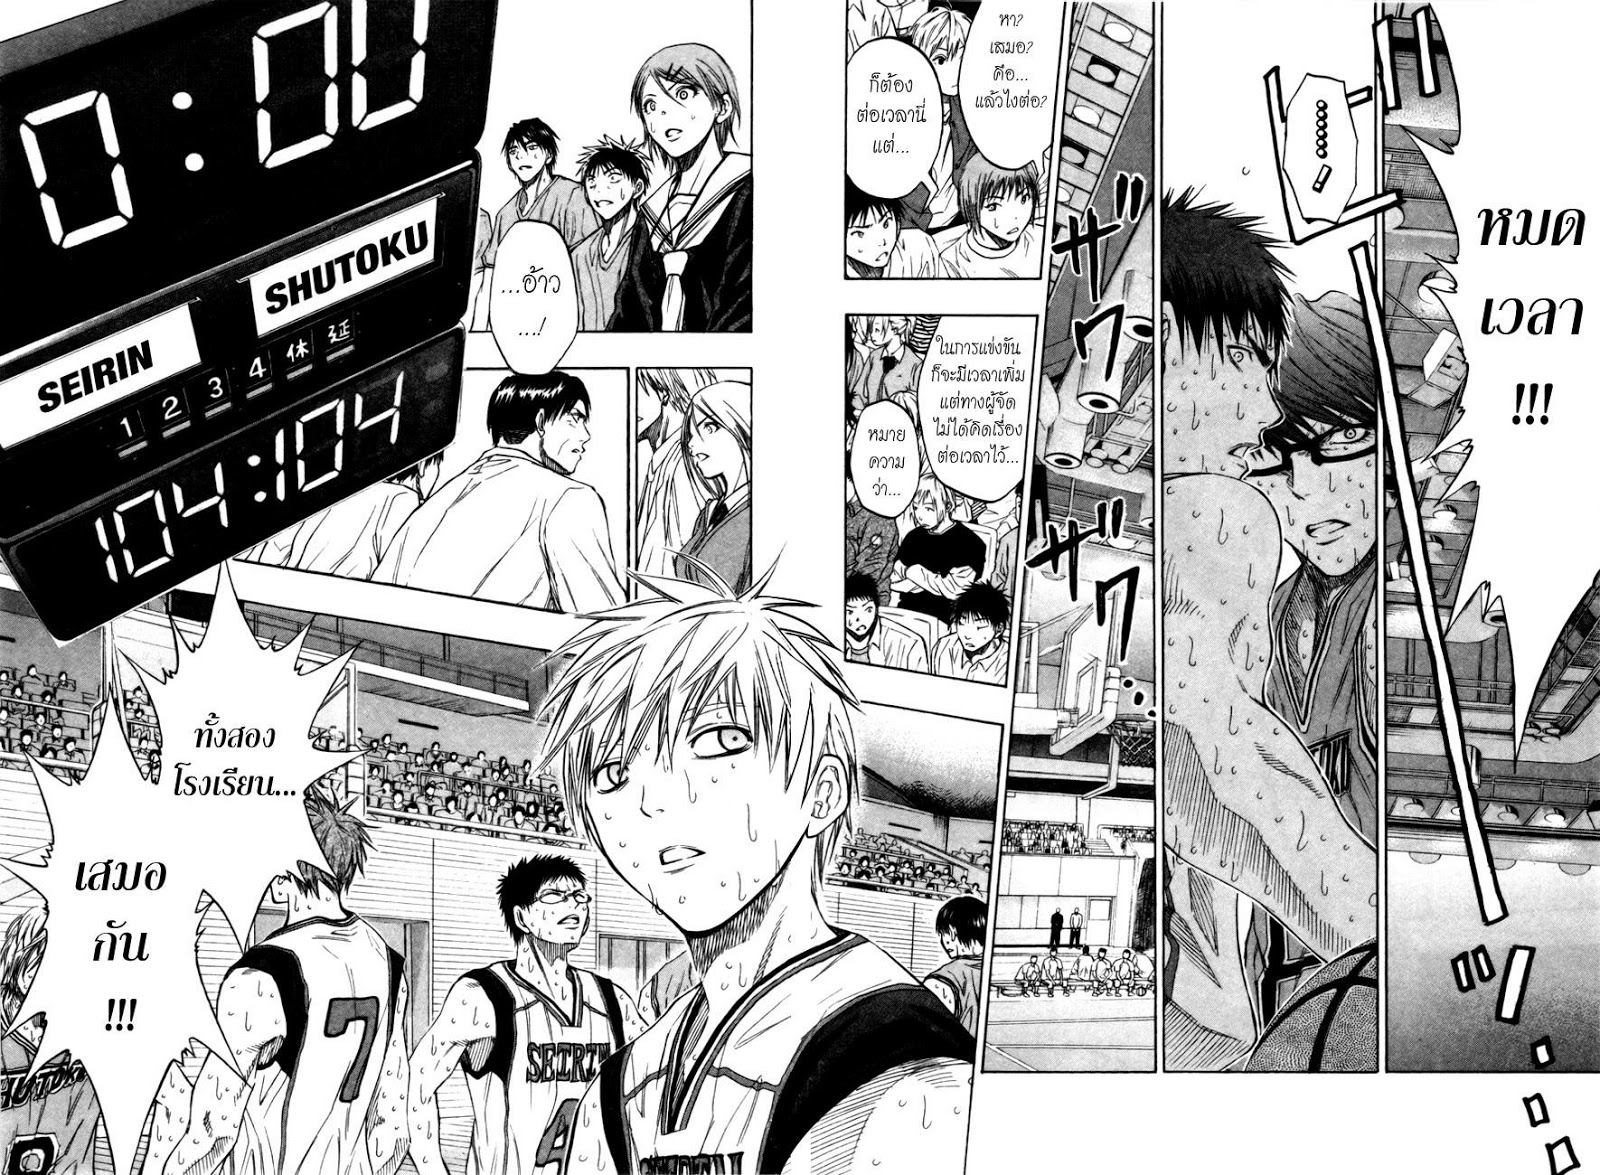 หมด
เวลา
!!!
ザワ
ザワ
หา?
เสมอ?
คือ...
แล้วไงต่อ?
ก็ต้อง
ต่อเวลานี่
แต่...
ในการแข่งขัน
ก็จะมีเวลาเพิ่ม
แต่ทางผู้จัด
ไม่ได้คิดเรื่อง
ต่อเวลาไว้...
หมาย
ความ
ว่า...
...อ้าว
...!
0:00
SEIRIN
SHUTOKU
1 2 3 4 休 延
104:104
ทั้งสอง
โรงเรียน...
เสมอ
กัน
!!!
7
SEIRIN
4
SHUTOKU
8